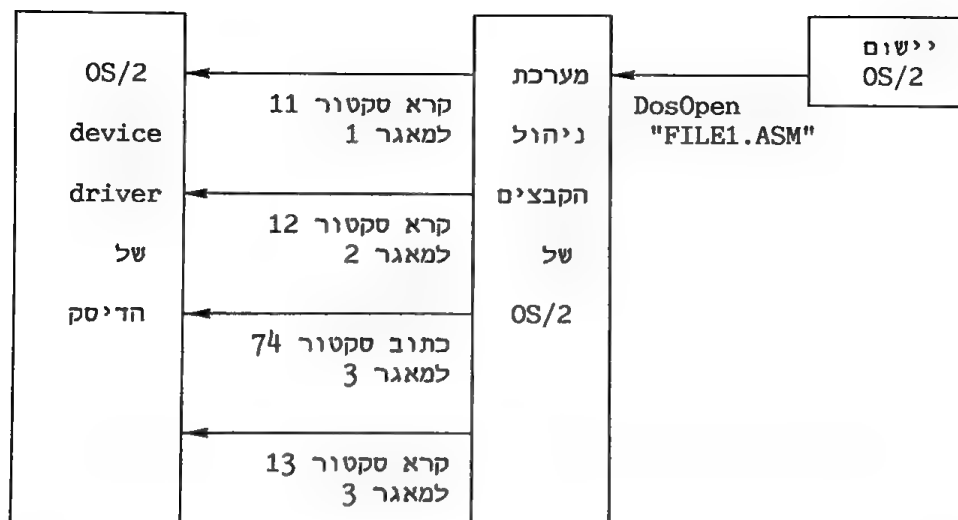 יישום
OS/2
DosOpen
"FILE1.ASM"
מערכת
ניהול
הקבצים
של
OS/2
קרא סקטור 11
למאגר 1
קרא סקטור 12
למאגר 2
כתוב סקטור 74
למאגר 3
קרא סקטור 13
למאגר 3
OS/2
device
driver
של
הדיסק